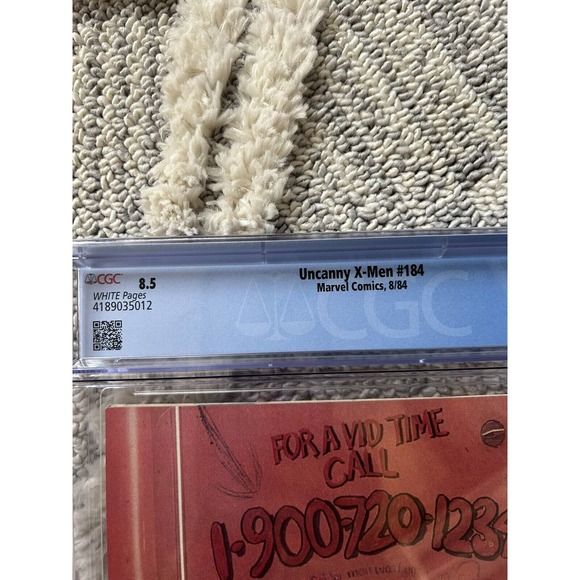 CGC 8.5
WHITE Pages
4189035012
Uncanny X-Men #184
Marvel Comics, 8/84
CGC
FOR A VID TIME
CALL
1-900-720-1234